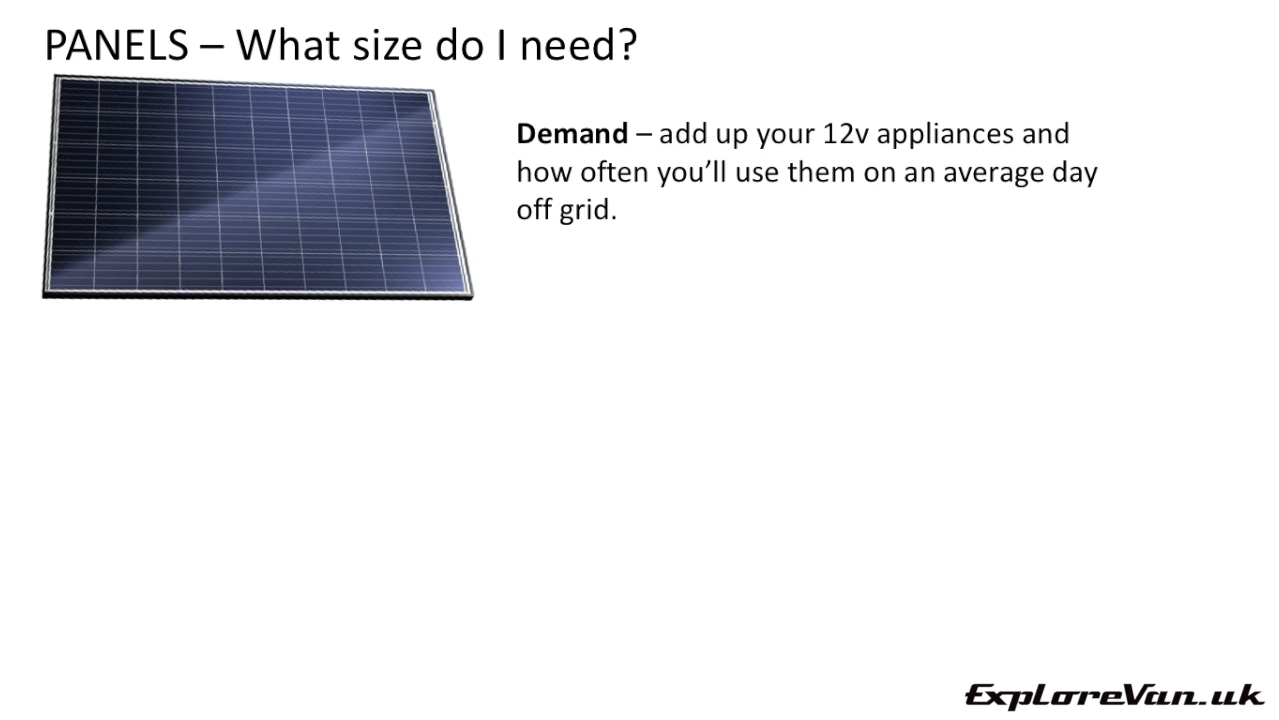 PANELS – What size do I need?
Demand – add up your 12v appliances and
how often you’ll use them on an average day
off grid.
ExploreVan.uk